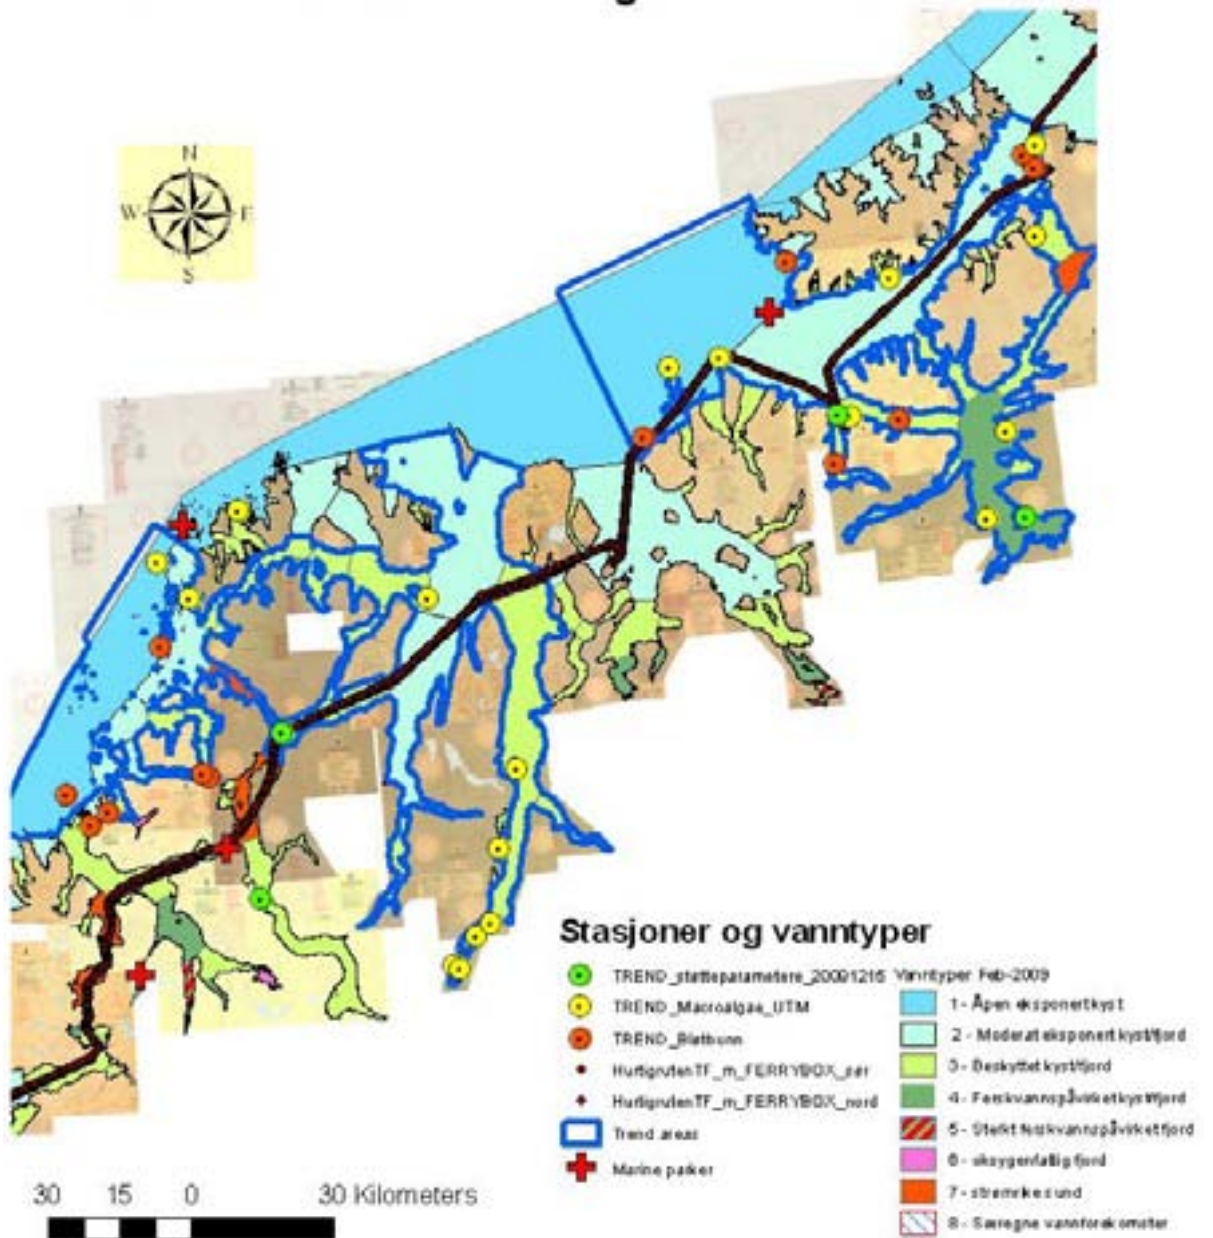 N
W E
S
Stasjoner og vanntyper
TREND_støtteparametere_20091215 Vanntyper Feb-2009
TREND_Macroalgae_UTM
TREND_Bløtbunn
HurtigrutenTF_m_FERRYBOX_sør
HurtigrutenTF_m_FERRYBOX_nord
Trend areas
Marine parker
1 - Åpen eksponert kyst
2 - Moderat eksponert kyst/fjord
3 - Beskyttet kyst/fjord
4 - Ferskvannspåvirket kyst/fjord
5 - Sterkt ferskvannspåvirket fjord
6 - oksygenfattig fjord
7 - strømrike sund
8 - Særegne vannforekomster
30 15 0 30 Kilometers